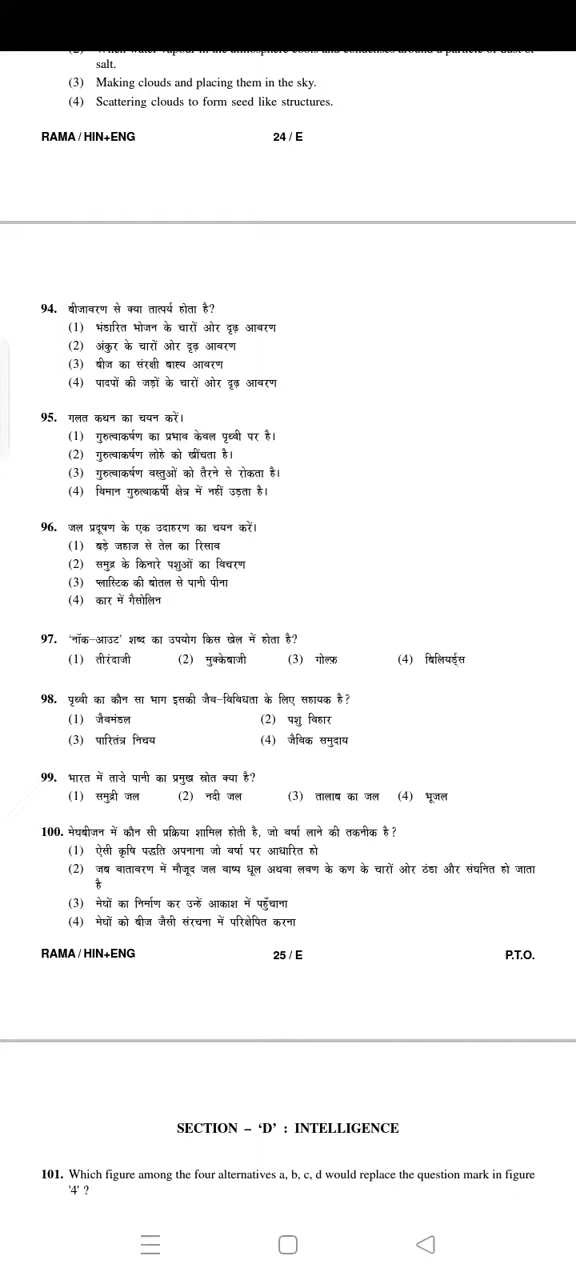 salt.
(3) Making clouds and placing them in the sky.
(4) Scattering clouds to form seed like structures.
RAMA / HIN+ENG 24 / E
94. बीजावरण से क्या तात्पर्य होता है?
(1) भंडारित भोजन के चारों ओर दृढ़ आवरण
(2) अंकुर के चारों ओर दृढ़ आवरण
(3) बीज का संरक्षी बाह्य आवरण
(4) पादपों की जड़ों के चारों ओर दृढ़ आवरण
95. गलत कथन का चयन करें।
(1) गुरुत्वाकर्षण का प्रभाव केवल पृथ्वी पर है।
(2) गुरुत्वाकर्षण लोहे को खींचता है।
(3) गुरुत्वाकर्षण वस्तुओं को तैरने से रोकता है।
(4) विमान गुरुत्वाकर्षी क्षेत्र में नहीं उड़ता है।
96. जल प्रदूषण के एक उदाहरण का चयन करें।
(1) बड़े जहाज से तेल का रिसाव
(2) समुद्र के किनारे पशुओं का विचरण
(3) प्लास्टिक की बोतल से पानी पीना
(4) कार में गैसोलिन
97. 'नॉक-आउट' शब्द का उपयोग किस खेल में होता है?
(1) तीरंदाजी (2) मुक्केबाजी (3) गोल्फ़ (4) बिलियर्ड्स
98. पृथ्वी का कौन सा भाग इसकी जैव-विविधता के लिए सहायक है?
(1) जैवमंडल (2) पशु विहार
(3) पारितंत्र निचय (4) जैविक समुदाय
99. भारत में ताजे पानी का प्रमुख स्रोत क्या है?
(1) समुद्री जल (2) नदी जल (3) तालाब का जल (4) भूजल
100. मेघबीजन में कौन सी प्रक्रिया शामिल होती है, जो वर्षा लाने की तकनीक है?
(1) ऐसी कृषि पद्धति अपनाना जो वर्षा पर आधारित हो
(2) जब वातावरण में मौजूद जल वाष्प धूल अथवा लवण के कण के चारों ओर ठंडा और संघनित हो जाता
है
(3) मेघों का निर्माण कर उन्हें आकाश में पहुँचाना
(4) मेघों को बीज जैसी संरचना में परिक्षेपित करना
RAMA / HIN+ENG 25 / E P.T.O.
SECTION – 'D' : INTELLIGENCE
101. Which figure among the four alternatives a, b, c, d would replace the question mark in figure
'4' ?